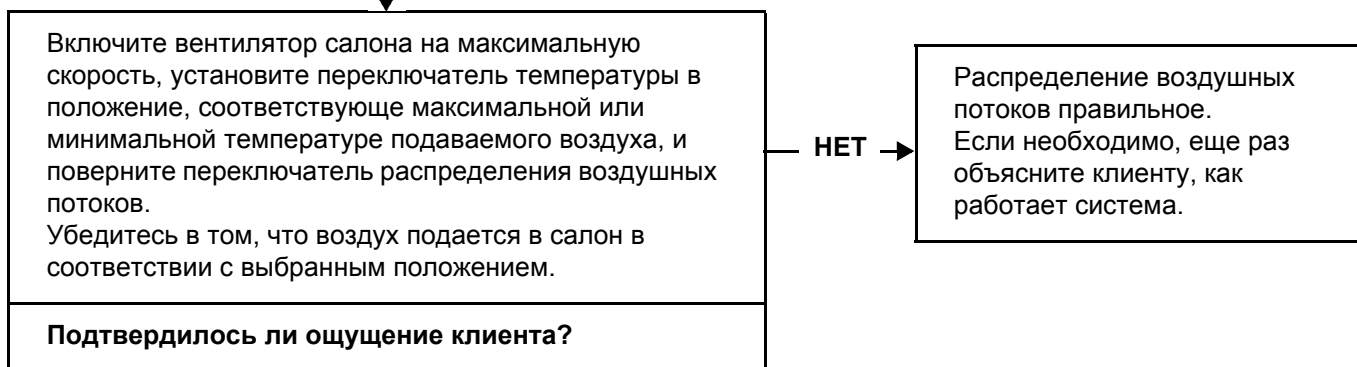 Включите вентилятор салона на максимальную
скорость, установите переключатель температуры в
положение, соответствующе максимальной или
минимальной температуре подаваемого воздуха, и
поверните переключатель распределения воздушных
потоков.
Убедитесь в том, что воздух подается в салон в
соответствии с выбранным положением.
Подтвердилось ли ощущение клиента?
НЕТ
Распределение воздушных
потоков правильное.
Если необходимо, еще раз
объясните клиенту, как
работает система.